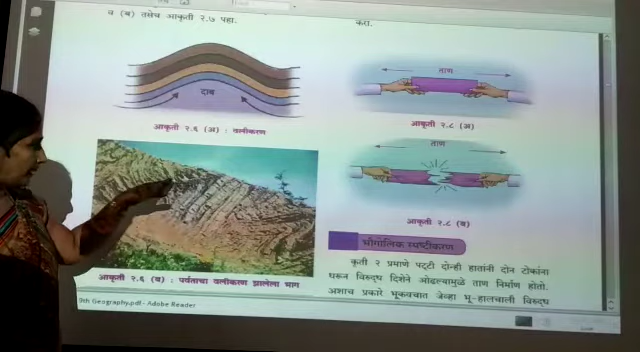 व (ब) तसेच आकृती २.७ पहा.
करा.
दाब
आकृती २.६ (अ) : वलीकरण
ताण
आकृती २.८ (अ)
ताण
आकृती २.८ (ब)
आकृती २.६ (ब) : पर्वताचा वलीकरण झालेला भाग
भौगोलिक स्पष्टीकरण
कृती २ प्रमाणे पट्टी दोन्ही हातांनी दोन टोकांना
धरून विरुद्ध दिशेने ओढल्यामुळे ताण निर्माण होतो.
अशाच प्रकारे भूकवचात जेव्हा भू-हालचाली विरुद्ध
9th Geography.pdf - Adobe Reader